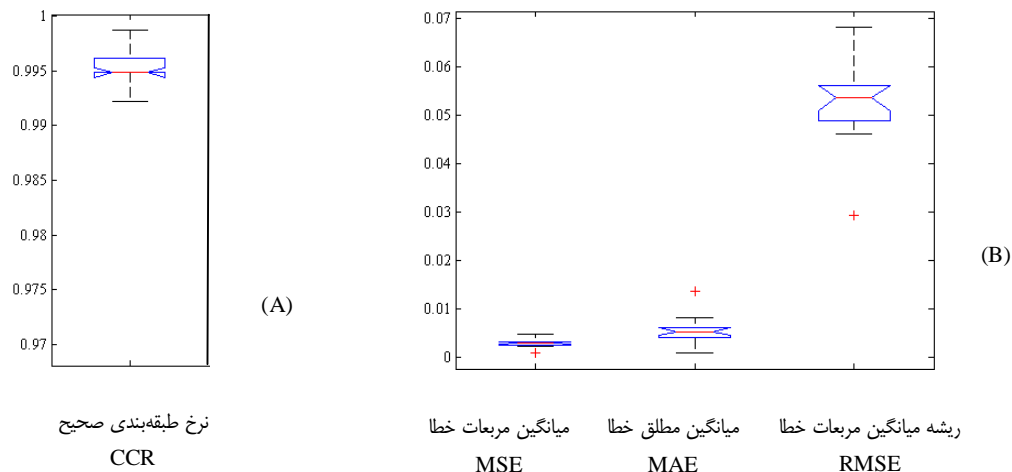 1
0.995
0.99
0.985
0.98
0.975
0.97
(A)
نرخ طبقه‌بندی صحیح
CCR
0.07
0.06
0.05
0.04
0.03
0.02
0.01
0
(B)
میانگین مربعات خطا
میانگین مطلق خطا
ریشه میانگین مربعات خطا
MSE
MAE
RMSE